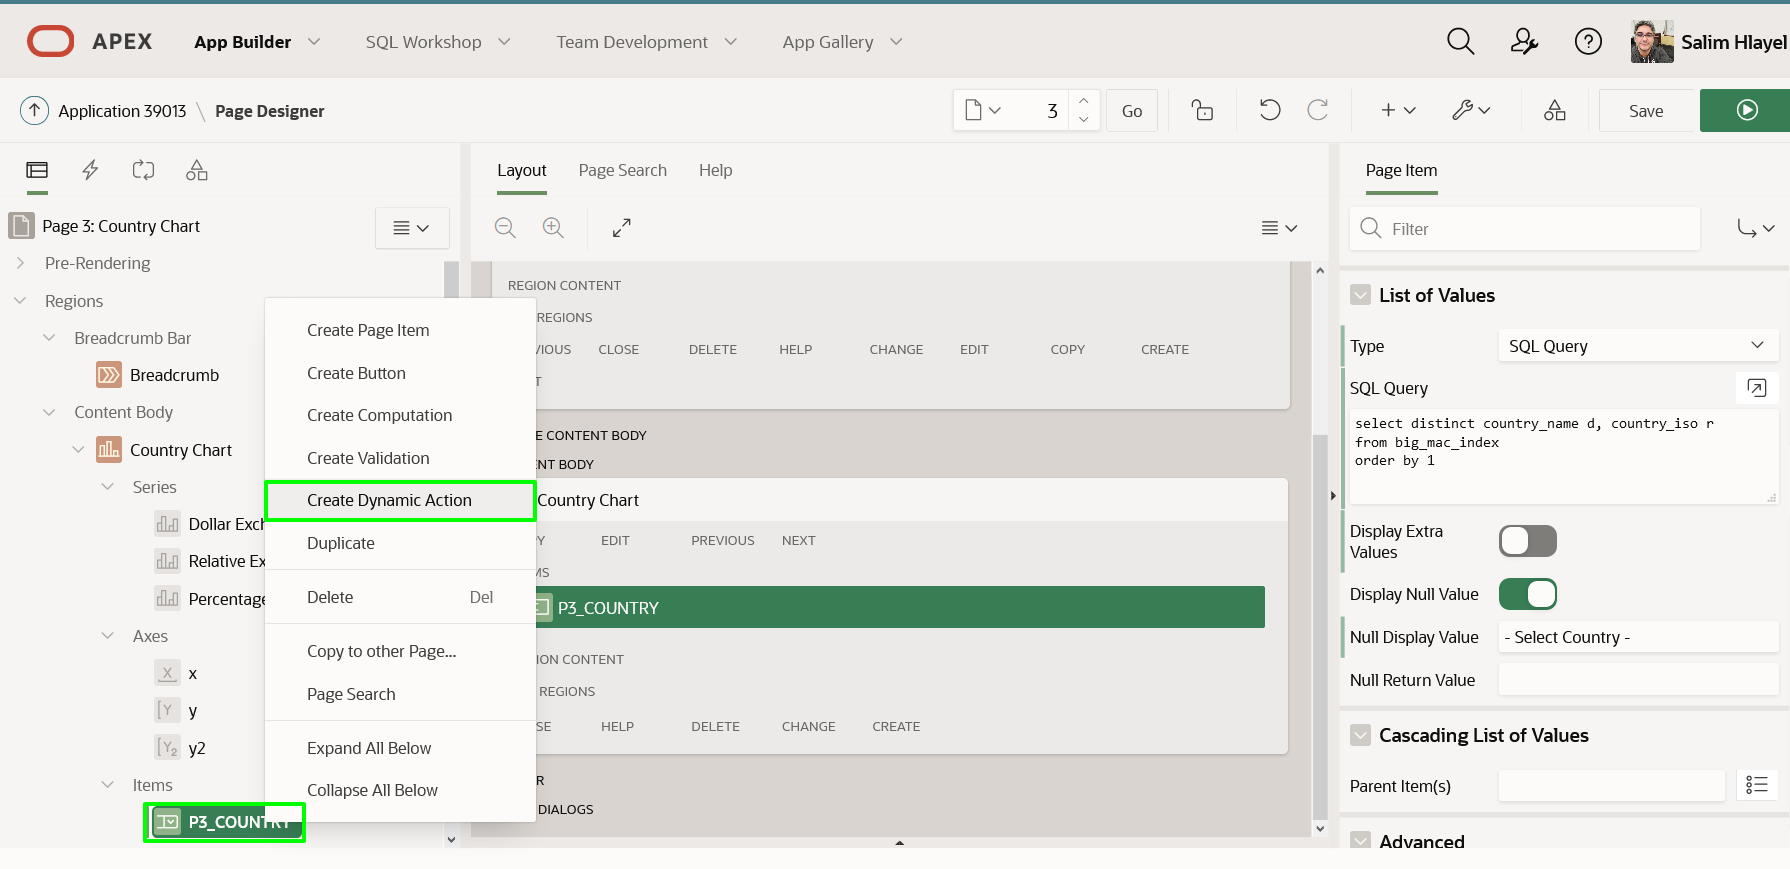 APEX App Builder SQL Workshop Team Development App Gallery Salim Hlayel
Application 39013 \ Page Designer 3 Go Save
Layout Page Search Help
Page Item
Page 3: Country Chart
Filter
Pre-Rendering
Regions
Breadcrumb Bar
Breadcrumb
Content Body
Country Chart
Series
Dollar Exch
Relative Ex
Percentage
Axes
x
y
y2
Items
P3_COUNTRY
Create Page Item
Create Button
Create Computation
Create Validation
Create Dynamic Action
Duplicate
Delete Del
Copy to other Page...
Page Search
Expand All Below
Collapse All Below
REGION CONTENT
REGIONS
IOUS CLOSE DELETE HELP CHANGE EDIT COPY CREATE
T
E CONTENT BODY
NT BODY
Country Chart
Y EDIT PREVIOUS NEXT
MS
P3_COUNTRY
ION CONTENT
REGIONS
SE HELP DELETE CHANGE CREATE
R
DIALOGS
List of Values
Type SQL Query
SQL Query
select distinct country_name d, country_iso r
from big_mac_index
order by 1
Display Extra
Values
Display Null Value
Null Display Value - Select Country -
Null Return Value
Cascading List of Values
Parent Item(s)
Advanced